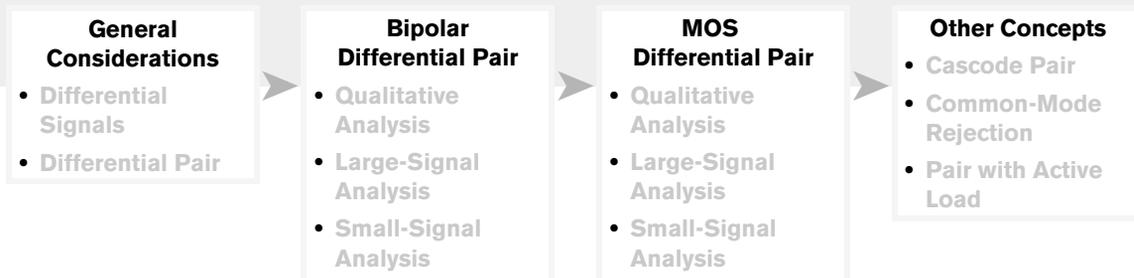 General
Considerations
• Differential
Signals
• Differential Pair
Bipolar
Differential Pair
• Qualitative
Analysis
• Large-Signal
Analysis
• Small-Signal
Analysis
MOS
Differential Pair
• Qualitative
Analysis
• Large-Signal
Analysis
• Small-Signal
Analysis
Other Concepts
• Cascode Pair
• Common-Mode
Rejection
• Pair with Active
Load